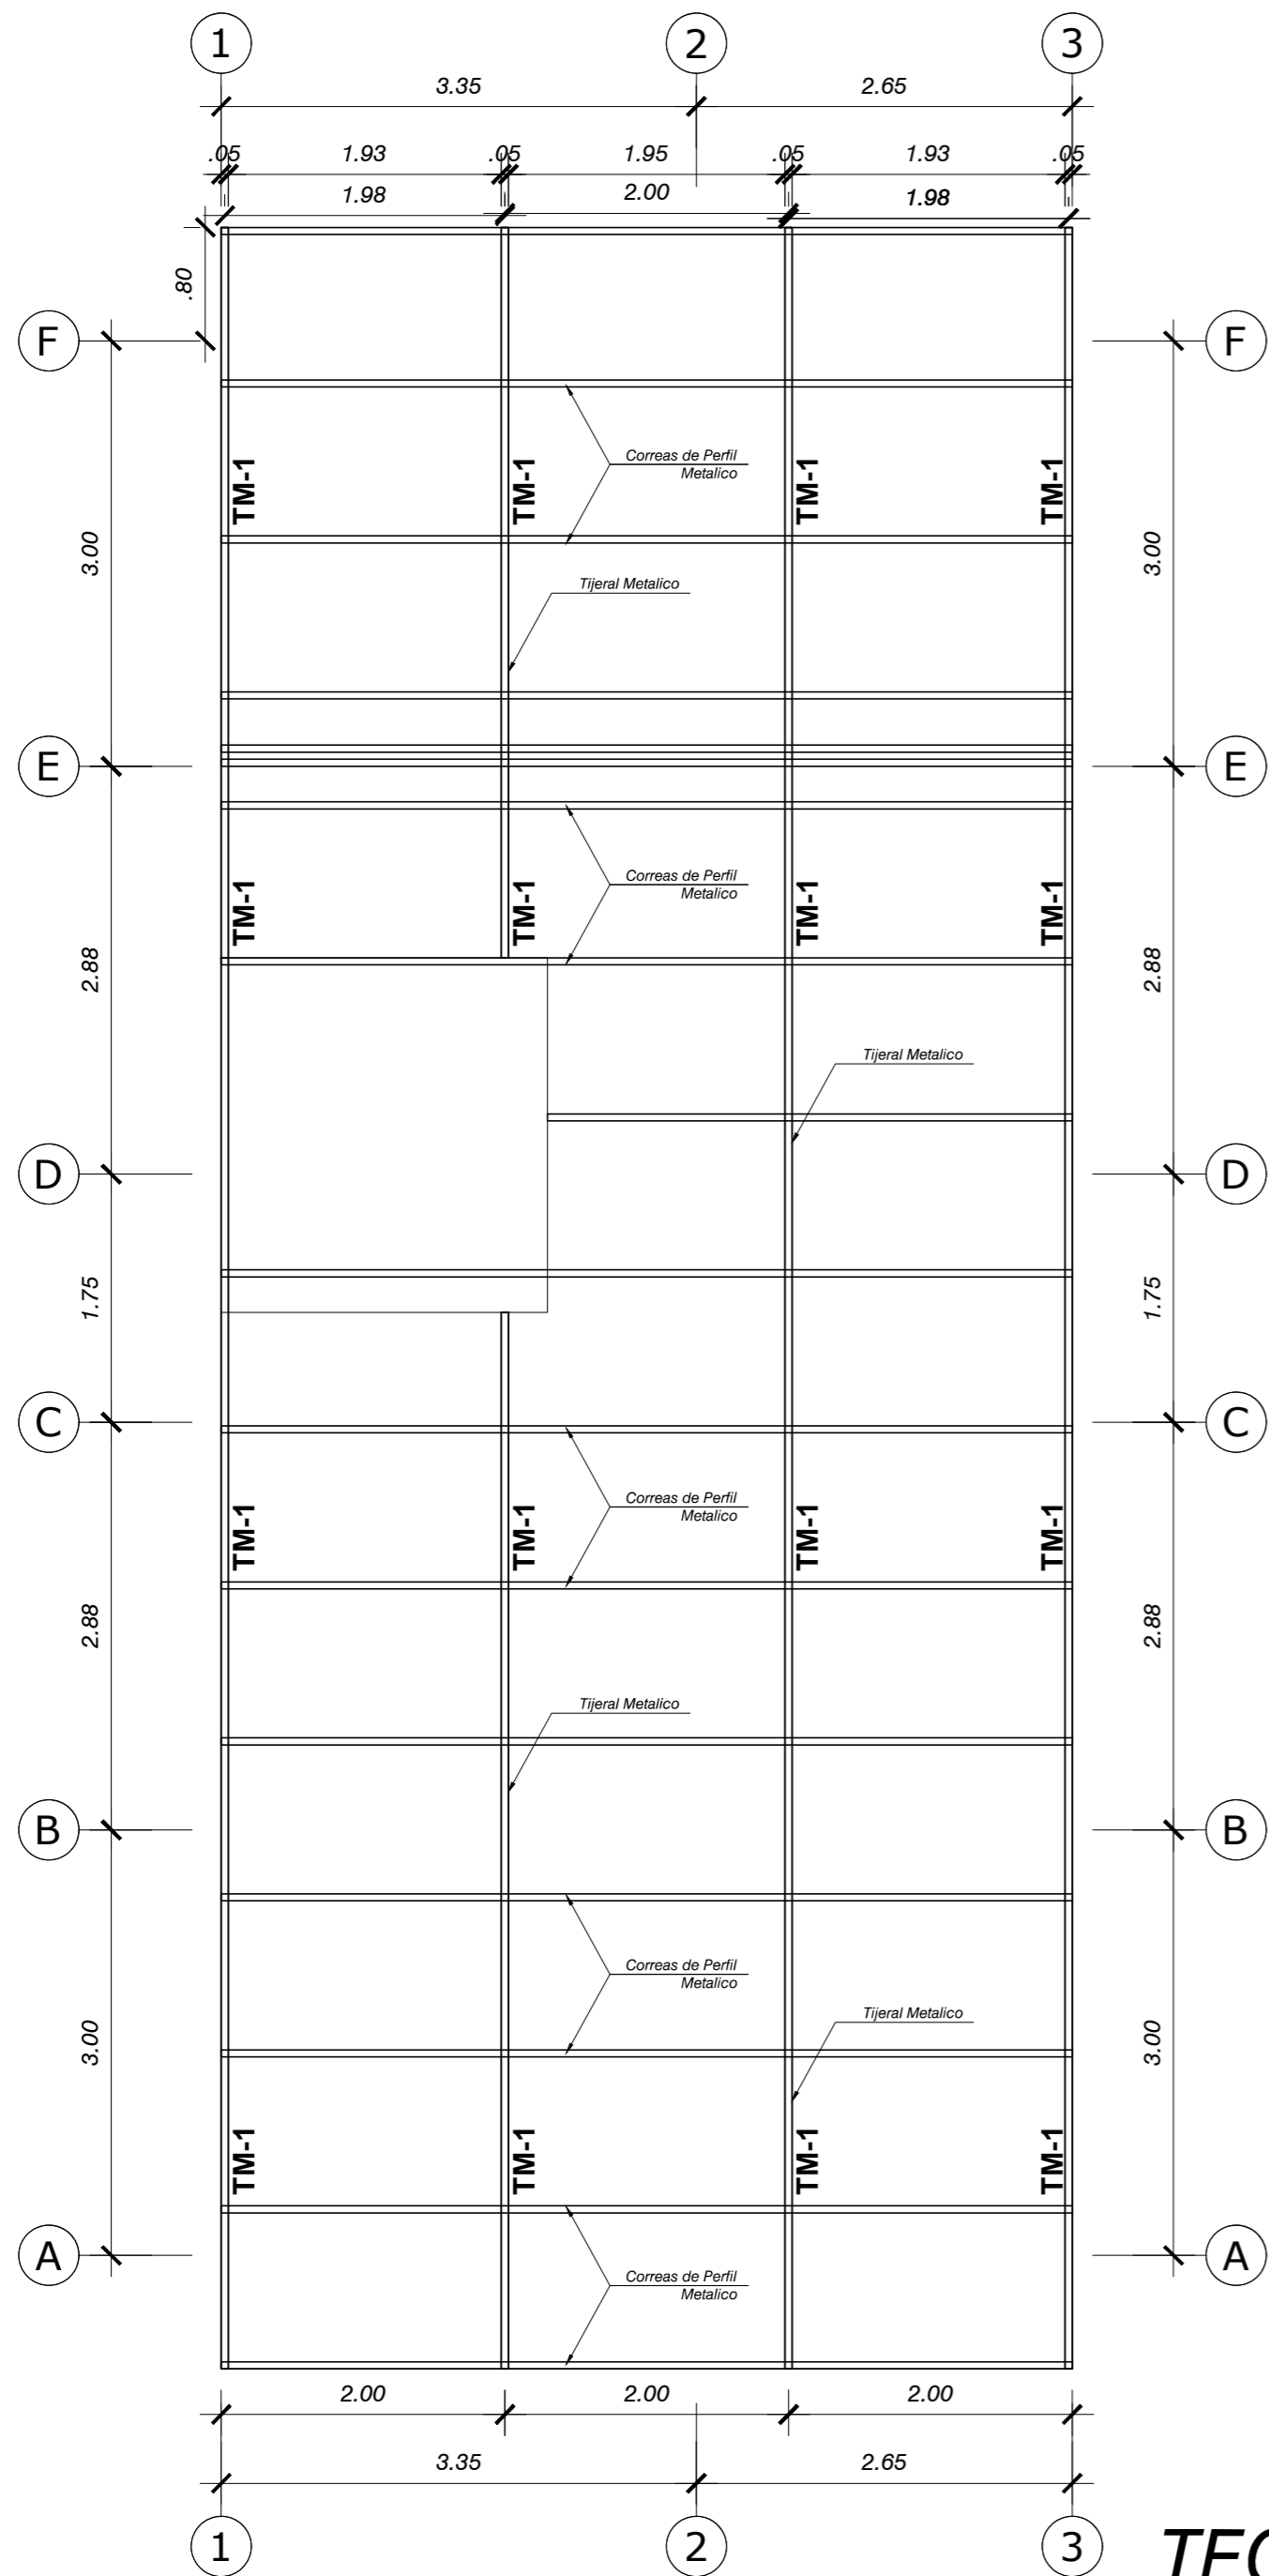 1 2 3
3.35 2.65
.05 1.93 .05 1.95 .05 1.93 .05
1.98 2.00 1.98
.80
F F
Correas de Perfil
Metalico
TM-1 TM-1 TM-1 TM-1
3.00 3.00
Tijeral Metalico
E E
Correas de Perfil
Metalico
TM-1 TM-1 TM-1 TM-1
2.88 2.88
Tijeral Metalico
D D
1.75 1.75
C C
Correas de Perfil
Metalico
TM-1 TM-1 TM-1 TM-1
2.88 2.88
Tijeral Metalico
B B
Correas de Perfil
Metalico
Tijeral Metalico
3.00 3.00
TM-1 TM-1 TM-1 TM-1
A A
Correas de Perfil
Metalico
2.00 2.00 2.00
3.35 2.65
1 2 3